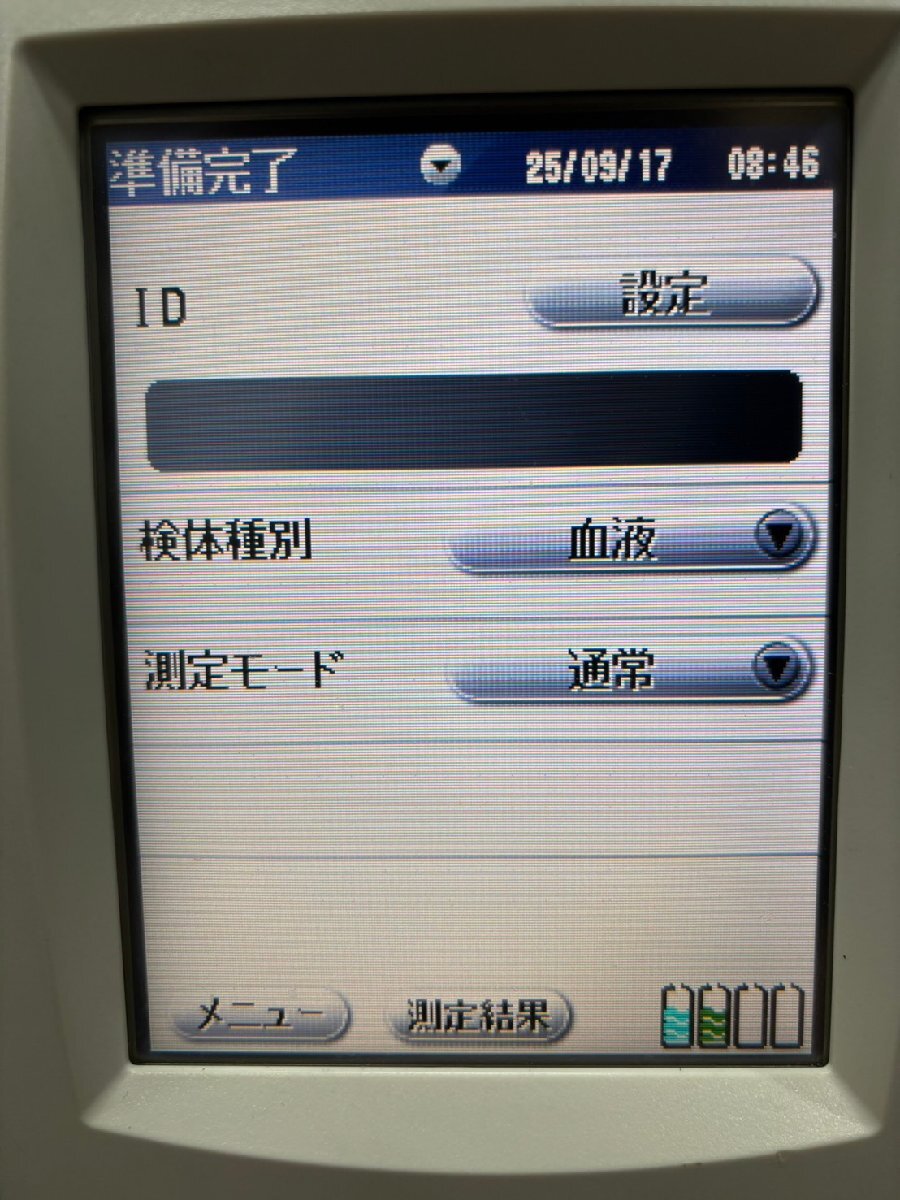 準備完了 25/09/17 08:46
ID 設定
検体種別 血液
測定モード 通常
メニュー 測定結果